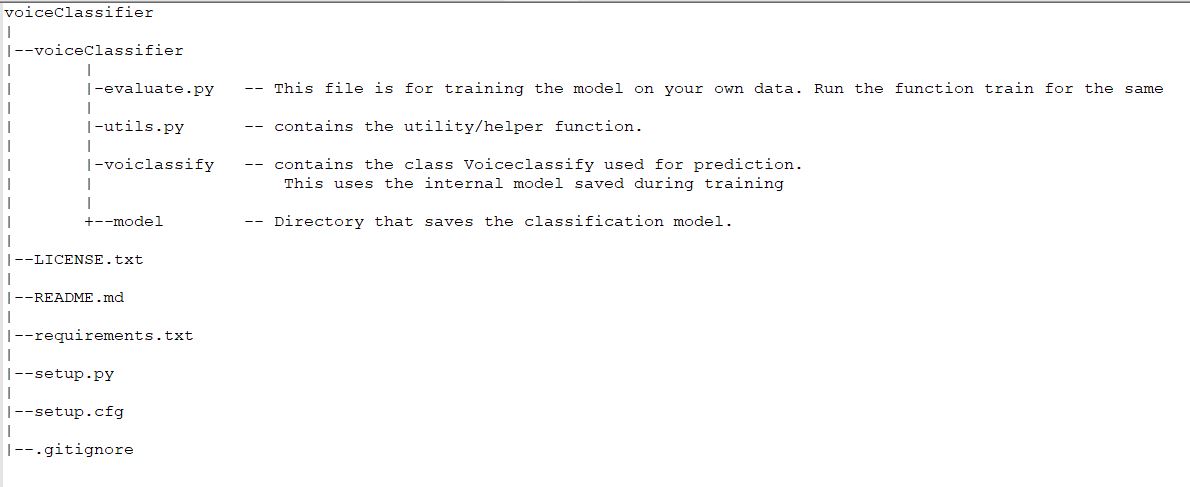 voiceClassifier
|
|--voiceClassifier
|       |
|       |-evaluate.py   -- This file is for training the model on your own data. Run the function train for the same
|       |
|       |-utils.py      -- contains the utility/helper function.
|       |
|       |-voiclassify   -- contains the class Voiceclassify used for prediction.
|       |                   This uses the internal model saved during training
|       |
|       +--model        -- Directory that saves the classification model.
|
|--LICENSE.txt
|
|--README.md
|
|--requirements.txt
|
|--setup.py
|
|--setup.cfg
|
|--.gitignore